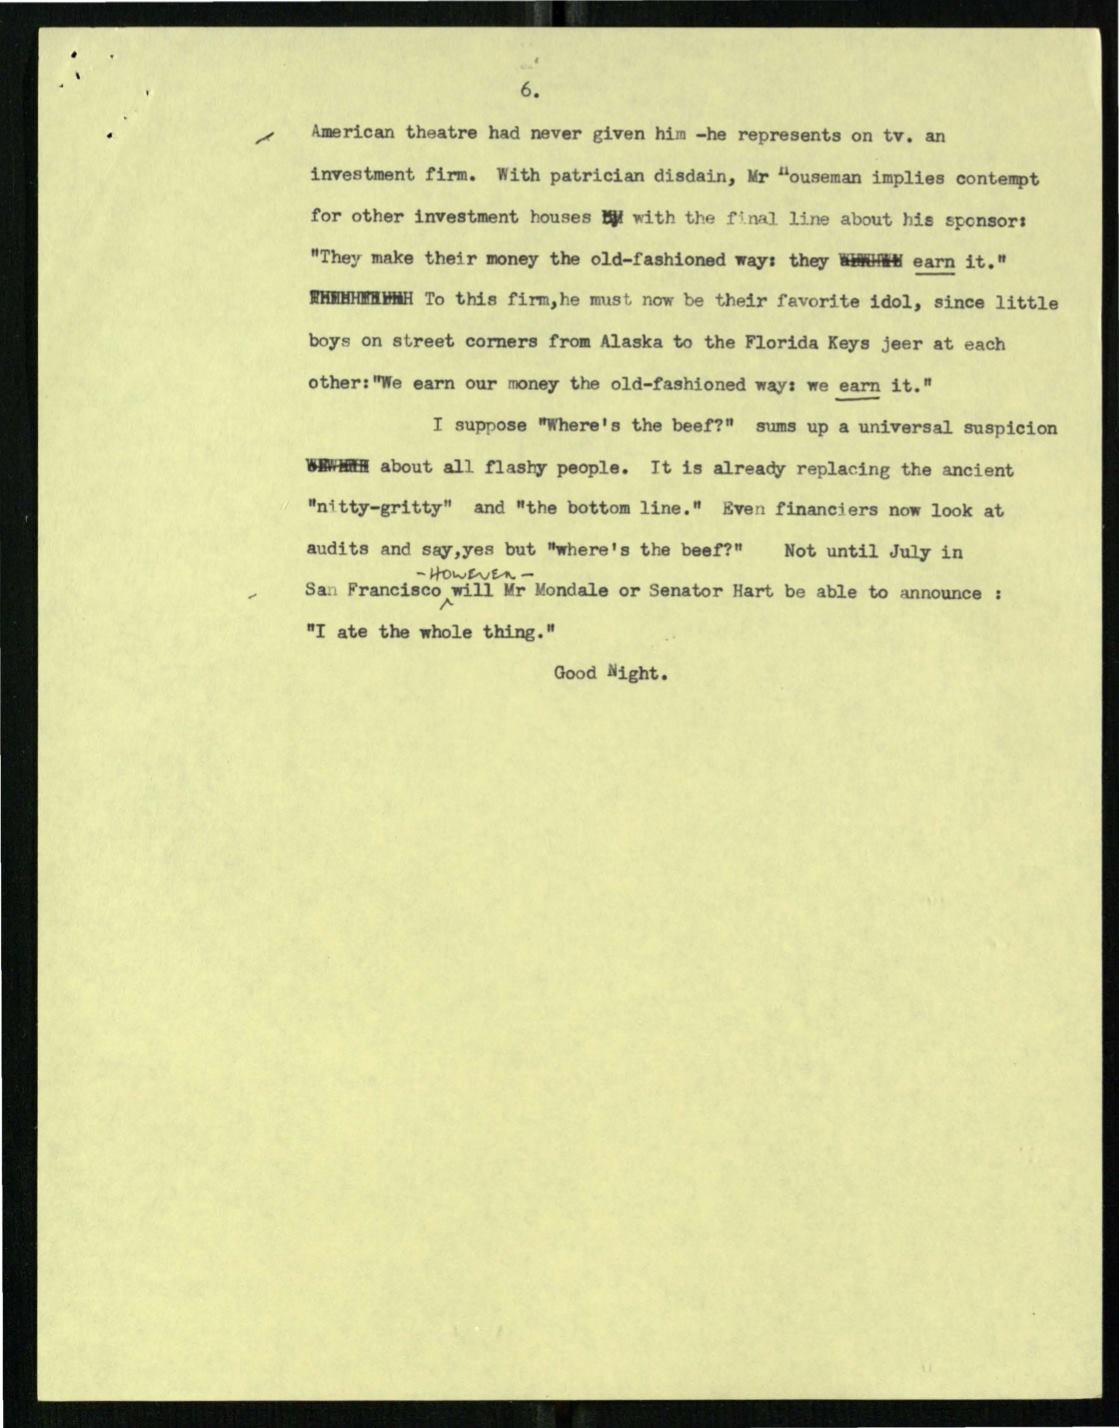 6.
American theatre had never given him -he represents on tv. an
investment firm. With patrician disdain, Mr Houseman implies contempt
for other investment houses with the final line about his sponsor:
"They make their money the old-fashioned way: they earn it."
To this firm,he must now be their favorite idol, since little
boys on street corners from Alaska to the Florida Keys jeer at each
other:"We earn our money the old-fashioned way: we earn it."
I suppose "Where's the beef?" sums up a universal suspicion
about all flashy people. It is already replacing the ancient
"nitty-gritty" and "the bottom line." Even financiers now look at
audits and say,yes but "where's the beef?" Not until July in
-HOWEVER-
San Francisco will Mr Mondale or Senator Hart be able to announce :
"I ate the whole thing."
Good Night.